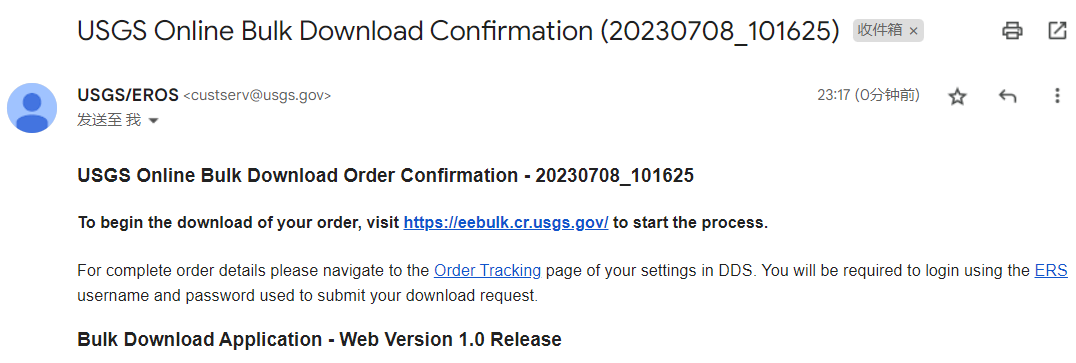 USGS Online Bulk Download Confirmation (20230708_101625) 收件箱 ×
USGS/EROS <custserv@usgs.gov> 23:17 (0分钟前)
发送至 我
USGS Online Bulk Download Order Confirmation - 20230708_101625
To begin the download of your order, visit https://eebulk.cr.usgs.gov/ to start the process.
For complete order details please navigate to the Order Tracking page of your settings in DDS. You will be required to login using the ERS
username and password used to submit your download request.
Bulk Download Application - Web Version 1.0 Release